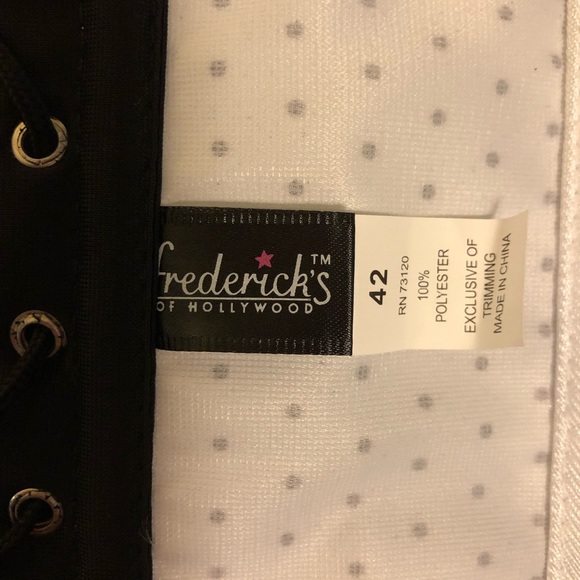 frederick's™
OF HOLLYWOOD
42
RN 73120
100%
POLYESTER
EXCLUSIVE OF
TRIMMING
MADE IN CHINA